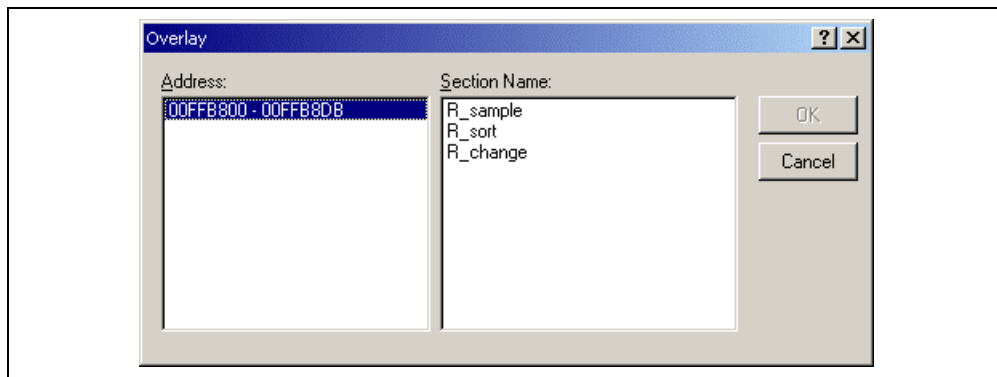 Overlay
Address:
00FFB800 - 00FFB8DB
Section Name:
R_sample
R_sort
R_change
OK
Cancel